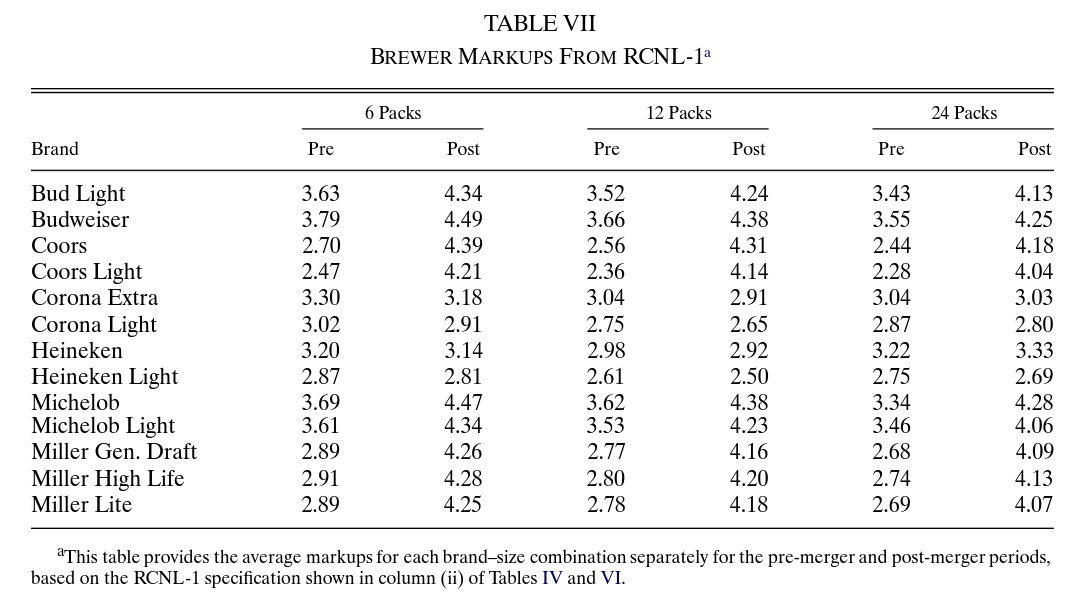 TABLE VII
BREWER MARKUPS FROM RCNL-1a
6 Packs 12 Packs 24 Packs
Brand Pre Post Pre Post Pre Post
Bud Light 3.63 4.34 3.52 4.24 3.43 4.13
Budweiser 3.79 4.49 3.66 4.38 3.55 4.25
Coors 2.70 4.39 2.56 4.31 2.44 4.18
Coors Light 2.47 4.21 2.36 4.14 2.28 4.04
Corona Extra 3.30 3.18 3.04 2.91 3.04 3.03
Corona Light 3.02 2.91 2.75 2.65 2.87 2.80
Heineken 3.20 3.14 2.98 2.92 3.22 3.33
Heineken Light 2.87 2.81 2.61 2.50 2.75 2.69
Michelob 3.69 4.47 3.62 4.38 3.34 4.28
Michelob Light 3.61 4.34 3.53 4.23 3.46 4.06
Miller Gen. Draft 2.89 4.26 2.77 4.16 2.68 4.09
Miller High Life 2.91 4.28 2.80 4.20 2.74 4.13
Miller Lite 2.89 4.25 2.78 4.18 2.69 4.07
aThis table provides the average markups for each brand–size combination separately for the pre-merger and post-merger periods,
based on the RCNL-1 specification shown in column (ii) of Tables IV and VI.